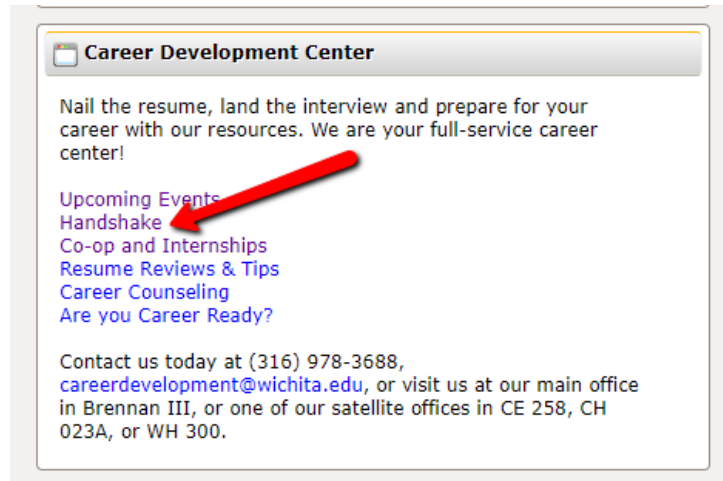 Career Development Center
Nail the resume, land the interview and prepare for your
career with our resources. We are your full-service career
center!
Upcoming Events
Handshake
Co-op and Internships
Resume Reviews & Tips
Career Counseling
Are you Career Ready?
Contact us today at (316) 978-3688,
careerdevelopment@wichita.edu, or visit us at our main office
in Brennan III, or one of our satellite offices in CE 258, CH
023A, or WH 300.